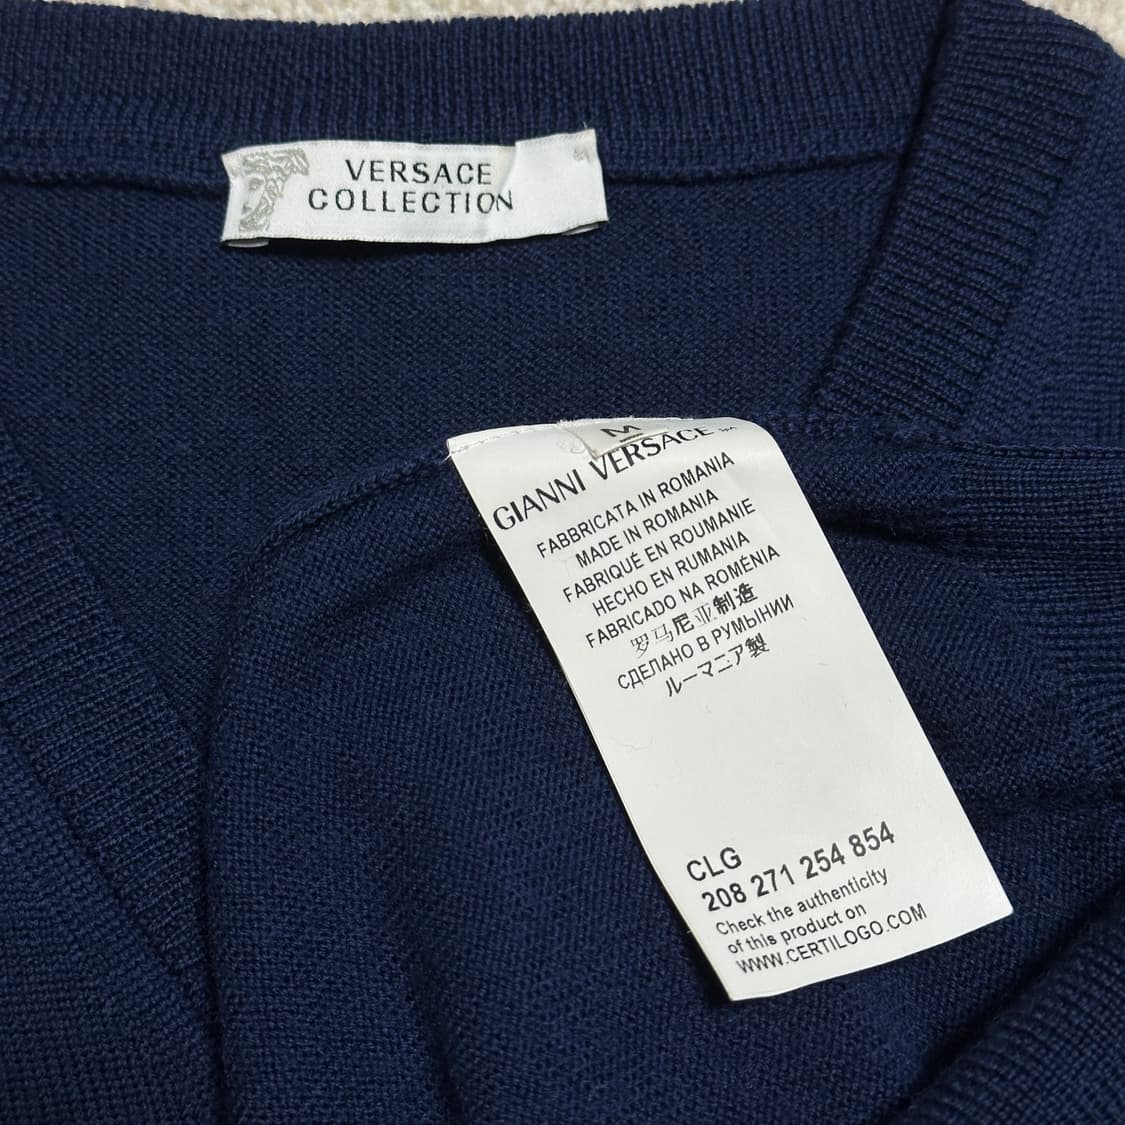 VERSACE
COLLECTION
M
GIANNI VERSACE SpA
FABBRICATA IN ROMANIA
MADE IN ROMANIA
FABRIQUÉ EN ROUMANIE
HECHO EN RUMANIA
FABRICADO NA ROMÉNIA
罗马尼亚制造
СДЕЛАНО В РУМЫНИИ
ルーマニア製
CLG
208 271 254 854
Check the authenticity
of this product on
WWW.CERTILOGO.COM